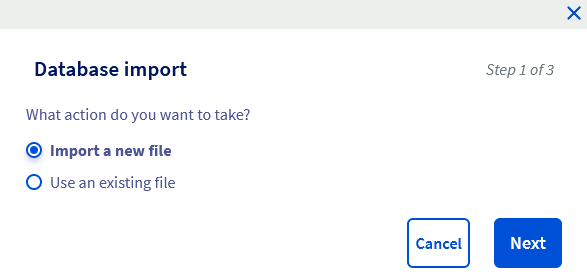 Database import
Step 1 of 3
What action do you want to take?
Import a new file
Use an existing file
Cancel
Next